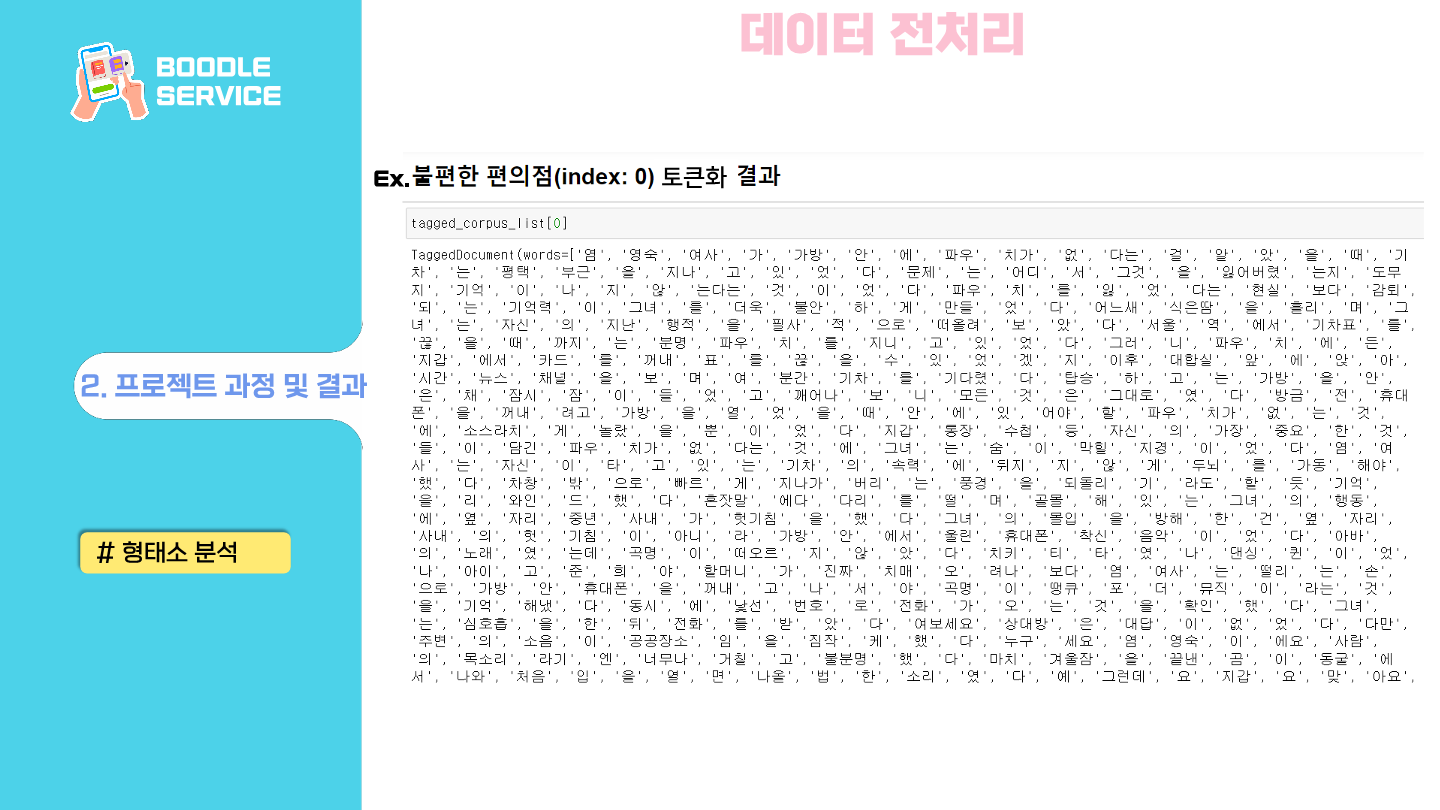 BOODLE
SERVICE
2. 프로젝트 과정 및 결과
# 형태소 분석
데이터 전처리
Ex.불편한 편의점(index: 0) 토큰화 결과
tagged_corpus_list[0]
TaggedDocument(words=['염', '영숙', '여사', '가', '가방', '안', '에', '파우', '치가', '없', '다는', '걸', '알', '았', '을', '때', '기
차', '는', '평택', '부근', '을', '지나', '고', '있', '었', '다', '문제', '는', '어디', '서', '그것', '을', '잃어버렸', '는지', '도무
지', '기억', '이', '나', '지', '않', '는다는', '것', '이', '었', '다', '파우', '치', '를', '잃', '었', '다는', '현실', '보다', '감퇴',
'되', '는', '기억력', '이', '그녀', '를', '더욱', '불안', '하', '게', '만들', '었', '다', '어느새', '식은땀', '을', '흘리', '며', '그
녀', '는', '자신', '의', '지난', '행적', '을', '필사', '적', '으로', '떠올려', '보', '았', '다', '서울', '역', '에서', '기차표', '를',
'끊', '을', '때', '까지', '는', '분명', '파우', '치', '를', '지니', '고', '있', '었', '다', '그러', '니', '파우', '치', '에', '든',
'지갑', '에서', '카드', '를', '꺼내', '표', '를', '끊', '을', '수', '있', '었', '겠', '지', '이후', '대합실', '앞', '에', '앉', '아',
'시간', '뉴스', '채널', '을', '보', '며', '여', '분간', '기차', '를', '기다렸', '다', '탑승', '하', '고', '는', '가방', '을', '안',
'은', '채', '잠시', '잠', '이', '들', '었', '고', '깨어나', '보', '니', '모든', '것', '은', '그대로', '였', '다', '방금', '전', '휴대
폰', '을', '꺼내', '려고', '가방', '을', '열', '었', '을', '때', '안', '에', '있', '어야', '할', '파우', '치가', '없', '는', '것',
'에', '소스라치', '게', '놀랐', '을', '뿐', '이', '었', '다', '지갑', '통장', '수첩', '등', '자신', '의', '가장', '중요', '한', '것',
'들', '이', '담긴', '파우', '치가', '없', '다는', '것', '에', '그녀', '는', '숨', '이', '막힐', '지경', '이', '었', '다', '염', '여
사', '는', '자신', '이', '타', '고', '있', '는', '기차', '의', '속력', '에', '뒤지', '지', '않', '게', '두뇌', '를', '가동', '해야',
'했', '다', '차창', '밖', '으로', '빠르', '게', '지나가', '버리', '는', '풍경', '을', '되돌리', '기', '라도', '할', '듯', '기억',
'을', '리', '와인', '드', '했', '다', '혼잣말', '에다', '다리', '를', '떨', '며', '골몰', '해', '있', '는', '그녀', '의', '행동',
'에', '옆', '자리', '중년', '사내', '가', '헛기침', '을', '했', '다', '그녀', '의', '몰입', '을', '방해', '한', '건', '옆', '자리',
'사내', '의', '헛', '기침', '이', '아니', '라', '가방', '안', '에서', '울린', '휴대폰', '착신', '음악', '이', '었', '다', '아바',
'의', '노래', '였', '는데', '곡명', '이', '떠오르', '지', '않', '았', '다', '치키', '티', '타', '였', '나', '댄싱', '퀸', '이', '었',
'나', '아이', '고', '준', '희', '야', '할머니', '가', '진짜', '치매', '오', '려나', '보다', '염', '여사', '는', '떨리', '는', '손',
'으로', '가방', '안', '휴대폰', '을', '꺼내', '고', '나', '서', '야', '곡명', '이', '땡큐', '포', '더', '뮤직', '이', '라는', '것',
'을', '기억', '해냈', '다', '동시', '에', '낯선', '번호', '로', '전화', '가', '오', '는', '것', '을', '확인', '했', '다', '그녀',
'는', '심호흡', '을', '한', '뒤', '전화', '를', '받', '았', '다', '여보세요', '상대방', '은', '대답', '이', '없', '었', '다', '다만',
'주변', '의', '소음', '이', '공공장소', '임', '을', '짐작', '케', '했', '다', '누구', '세요', '염', '영숙', '이', '에요', '사람',
'의', '목소리', '라기', '엔', '너무나', '거칠', '고', '불분명', '했', '다', '마치', '겨울잠', '을', '끝낸', '곰', '이', '동굴', '에
서', '나와', '처음', '입', '을', '열', '면', '나올', '법', '한', '소리', '였', '다', '예', '그런데', '요', '지갑', '요', '맞', '아요',